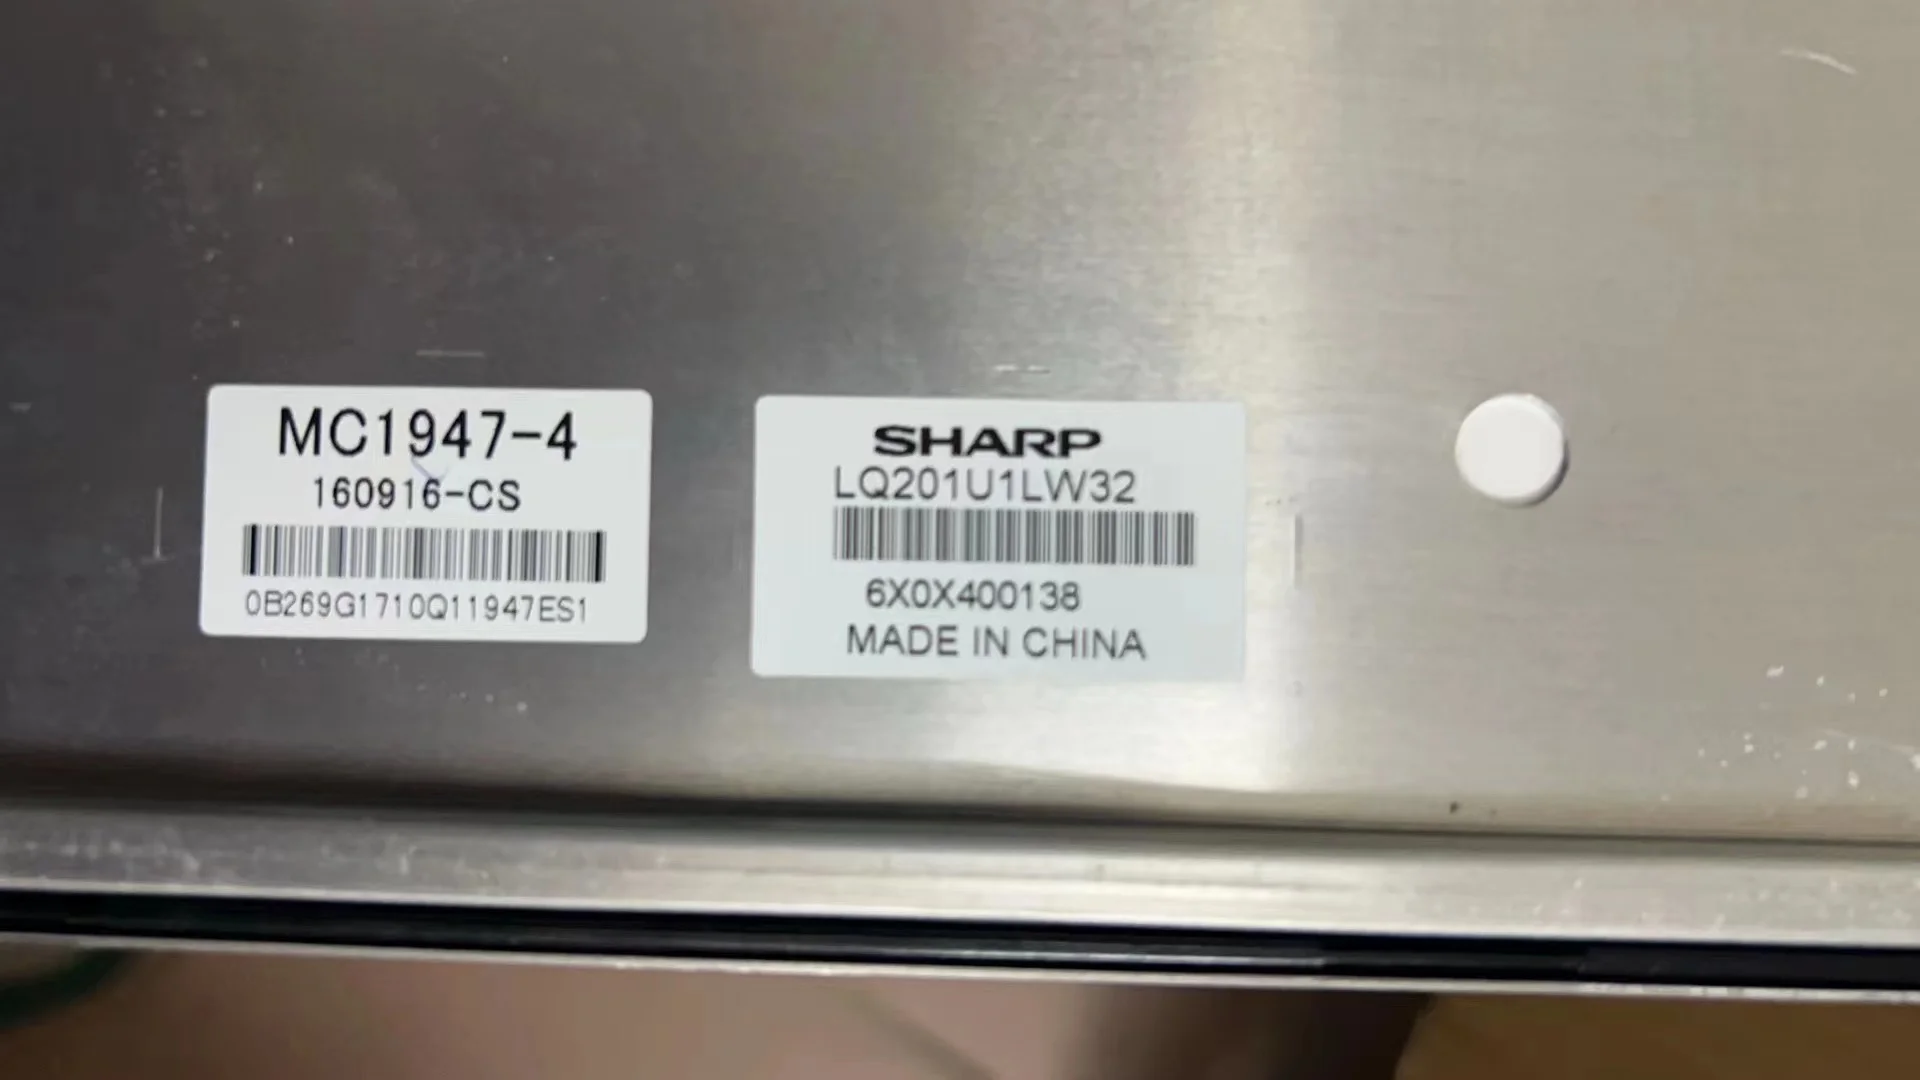 MC1947-4
160916-CS
0B269G1710Q11947ES1
SHARP
LQ201U1LW32
6X0X400138
MADE IN CHINA